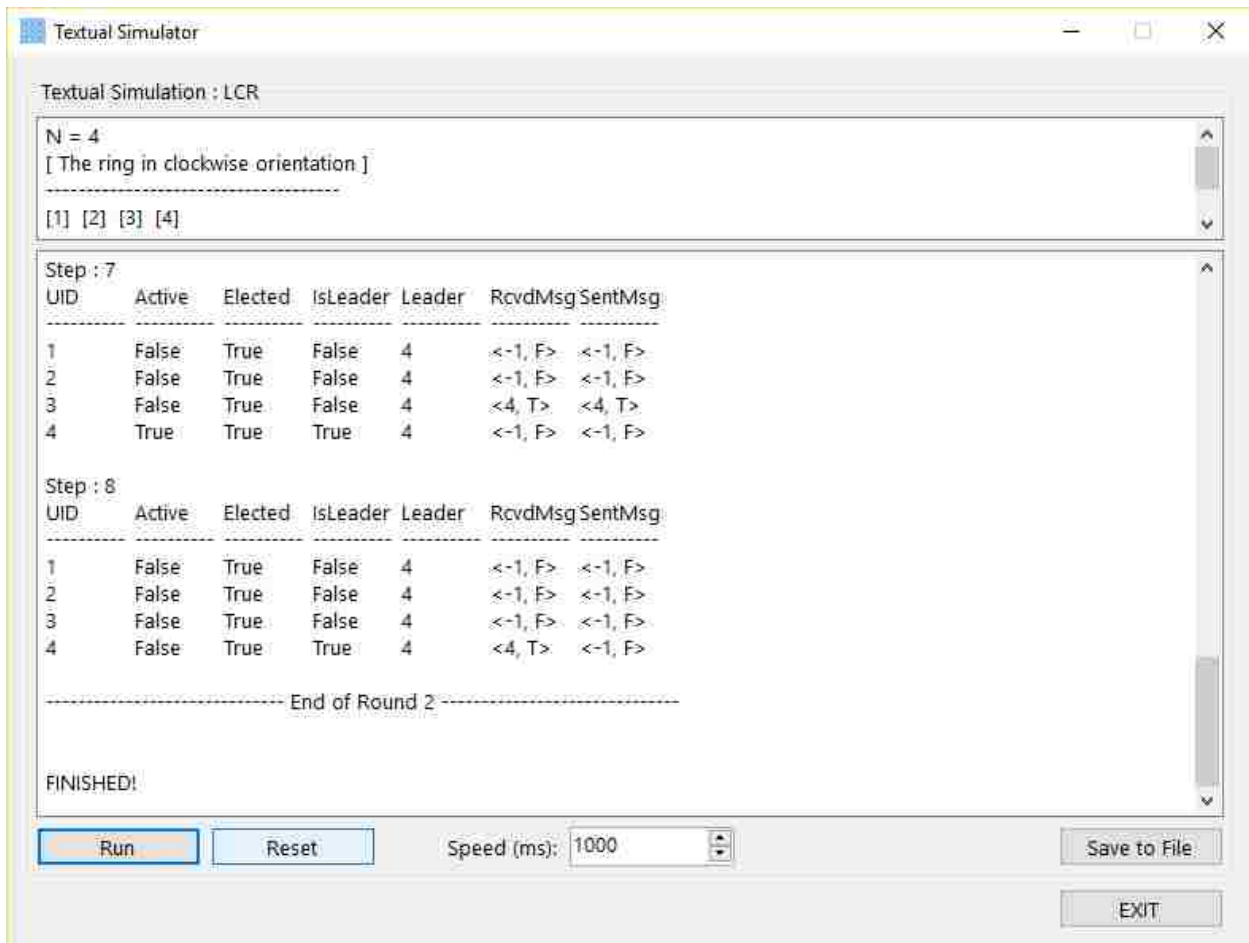 Textual Simulator
Textual Simulation : LCR
N = 4
[ The ring in clockwise orientation ]
-------------------------------------
[1] [2] [3] [4]
Step : 7
UID Active Elected IsLeader Leader RcvdMsg SentMsg
---------- ---------- ---------- ---------- ---------- ---------- ----------
1 False True False 4 <-1, F> <-1, F>
2 False True False 4 <-1, F> <-1, F>
3 False True False 4 <4, T> <4, T>
4 True True True 4 <-1, F> <-1, F>
Step : 8
UID Active Elected IsLeader Leader RcvdMsg SentMsg
---------- ---------- ---------- ---------- ---------- ---------- ----------
1 False True False 4 <-1, F> <-1, F>
2 False True False 4 <-1, F> <-1, F>
3 False True False 4 <-1, F> <-1, F>
4 False True True 4 <4, T> <-1, F>
------------------------------ End of Round 2 ------------------------------
FINISHED!
Run Reset Speed (ms): 1000 Save to File
EXIT